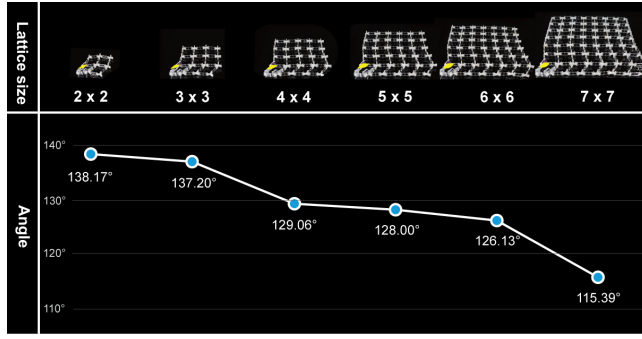 Lattice size
2 x 2
3 x 3
4 x 4
5 x 5
6 x 6
7 x 7
Angle
140°
130°
120°
110°
138.17°
137.20°
129.06°
128.00°
126.13°
115.39°